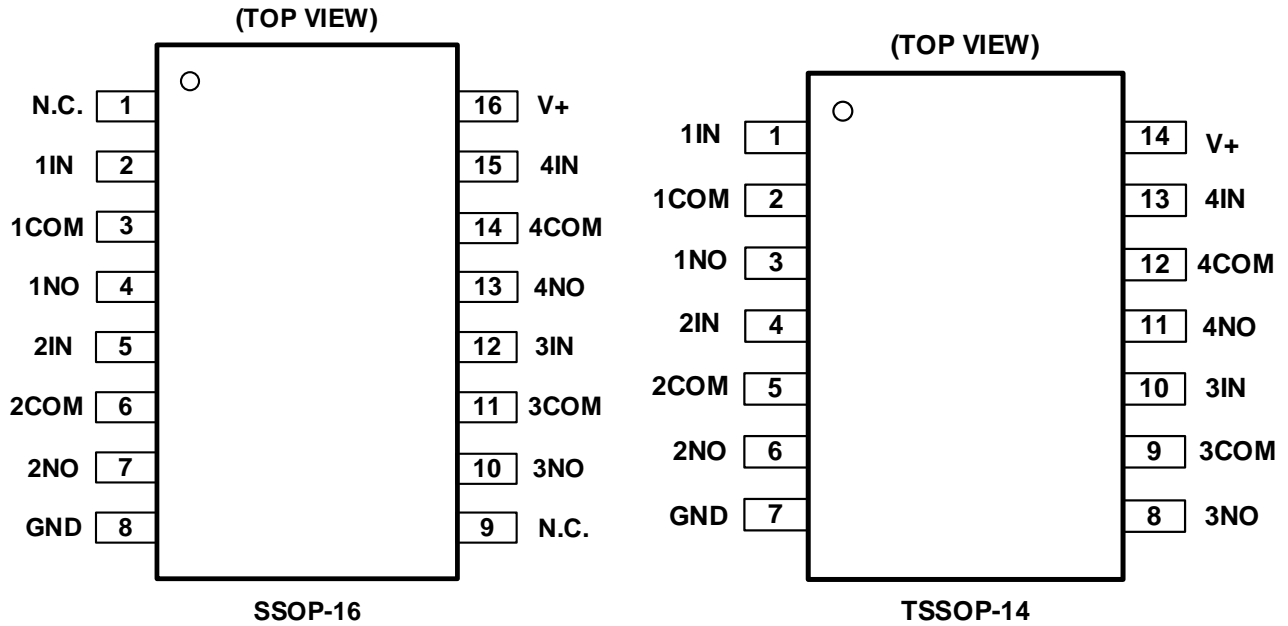 (TOP VIEW)
N.C. 1 16 V+
1IN 2 15 4IN
1COM 3 14 4COM
1NO 4 13 4NO
2IN 5 12 3IN
2COM 6 11 3COM
2NO 7 10 3NO
GND 8 9 N.C.
SSOP-16
(TOP VIEW)
1IN 1 14 V+
1COM 2 13 4IN
1NO 3 12 4COM
2IN 4 11 4NO
2COM 5 10 3IN
2NO 6 9 3COM
GND 7 8 3NO
TSSOP-14